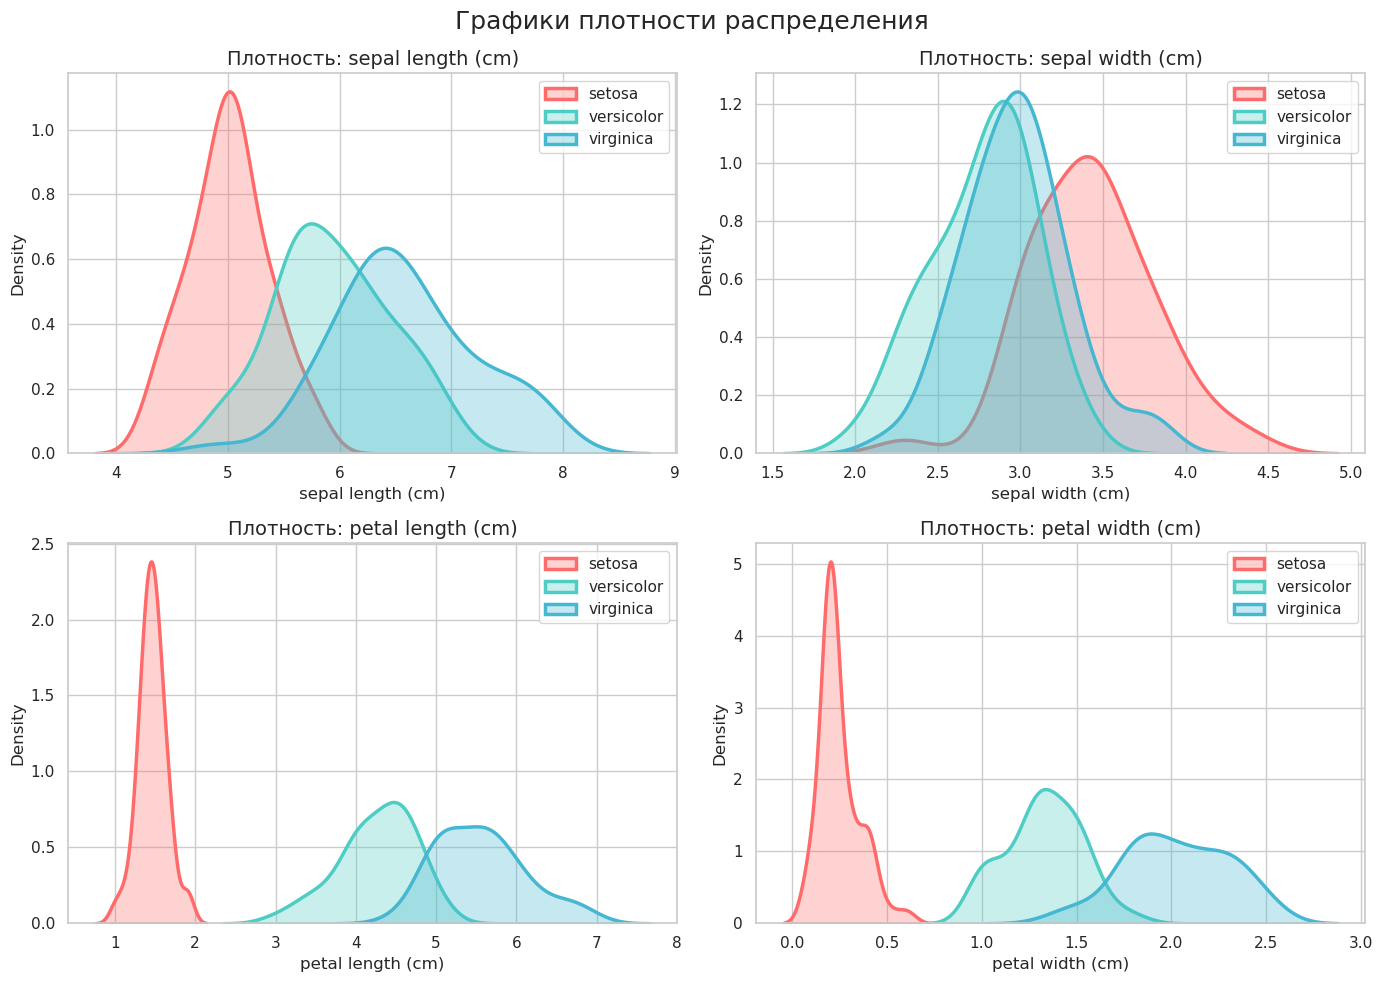 Графики плотности распределения
Плотность: sepal length (cm)
setosa
versicolor
virginica
Density
1.0
0.8
0.6
0.4
0.2
0.0
4 5 6 7 8 9
sepal length (cm)
Плотность: sepal width (cm)
setosa
versicolor
virginica
Density
1.2
1.0
0.8
0.6
0.4
0.2
0.0
1.5 2.0 2.5 3.0 3.5 4.0 4.5 5.0
sepal width (cm)
Плотность: petal length (cm)
setosa
versicolor
virginica
Density
2.5
2.0
1.5
1.0
0.5
0.0
1 2 3 4 5 6 7 8
petal length (cm)
Плотность: petal width (cm)
setosa
versicolor
virginica
Density
5
4
3
2
1
0
0.0 0.5 1.0 1.5 2.0 2.5 3.0
petal width (cm)